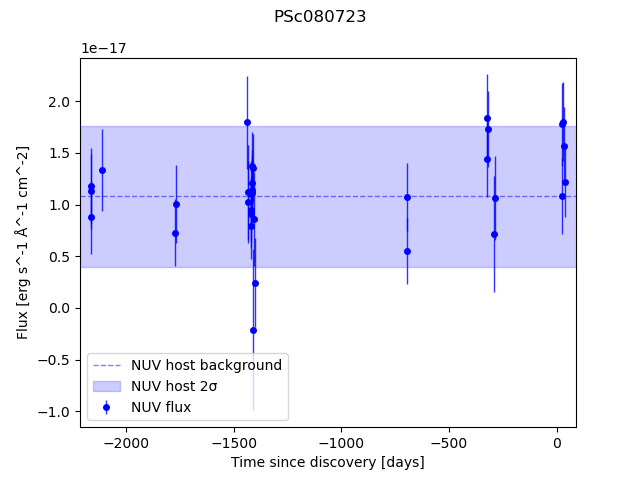 PSc080723
1e−17
2.0
1.5
1.0
0.5
0.0
−0.5
−1.0
Flux [erg s^-1 Å^-1 cm^-2]
NUV host background
NUV host 2σ
NUV flux
−2000 −1500 −1000 −500 0
Time since discovery [days]